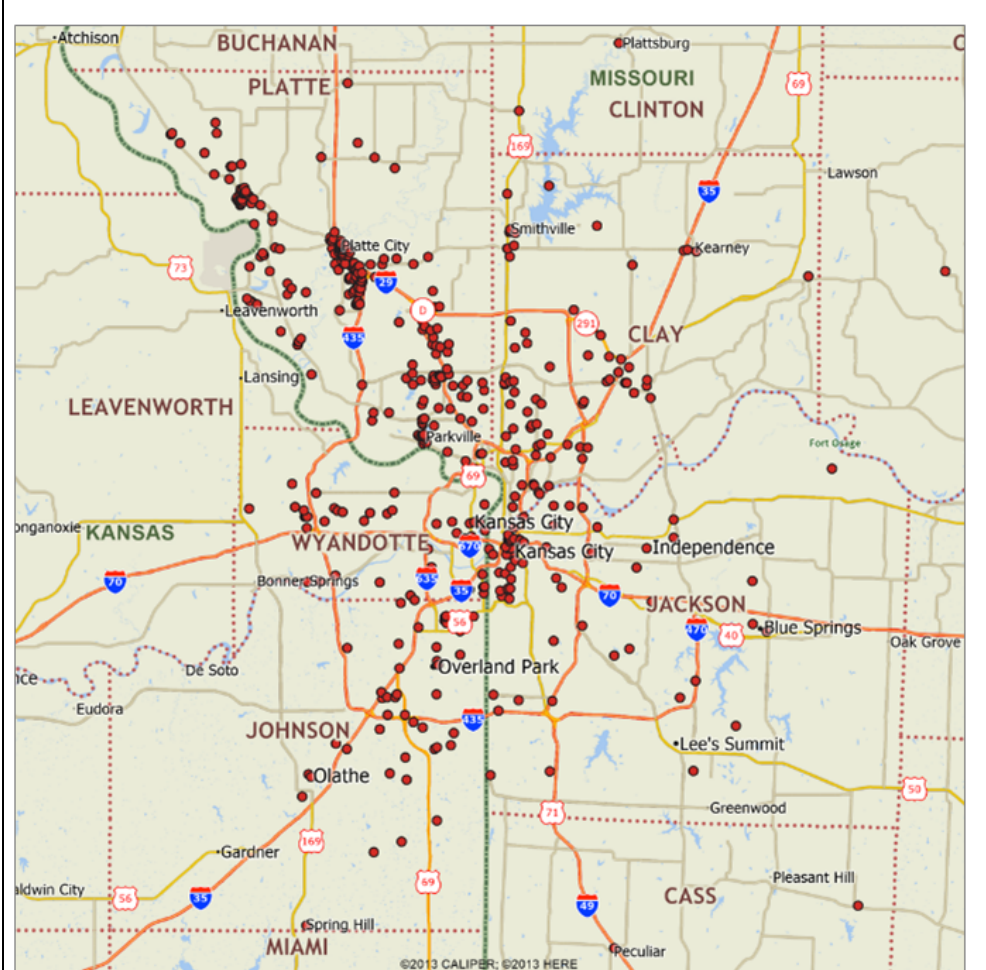 Atchison
BUCHANAN
Plattsburg
C
PLATTE
MISSOURI
69
CLINTON
169
Lawson
35
Smithville
Platte City
Kearney
73
29
Leavenworth
D
291
435
CLAY
Lansing
LEAVENWORTH
Parkville
Fort Osage
69
onganoxie
KANSAS
Kansas City
WYANDOTTE
670
Kansas City
Independence
70
Bonner Springs
635
35
70
JACKSON
56
470
40
Blue Springs
Oak Grove
nce
De Soto
Overland Park
Eudora
435
JOHNSON
Lee's Summit
Olathe
50
71
Greenwood
169
Gardner
69
Pleasant Hill
aldwin City
56
35
CASS
49
Spring Hill
MIAMI
Peculiar
©2013 CALIPER; ©2013 HERE